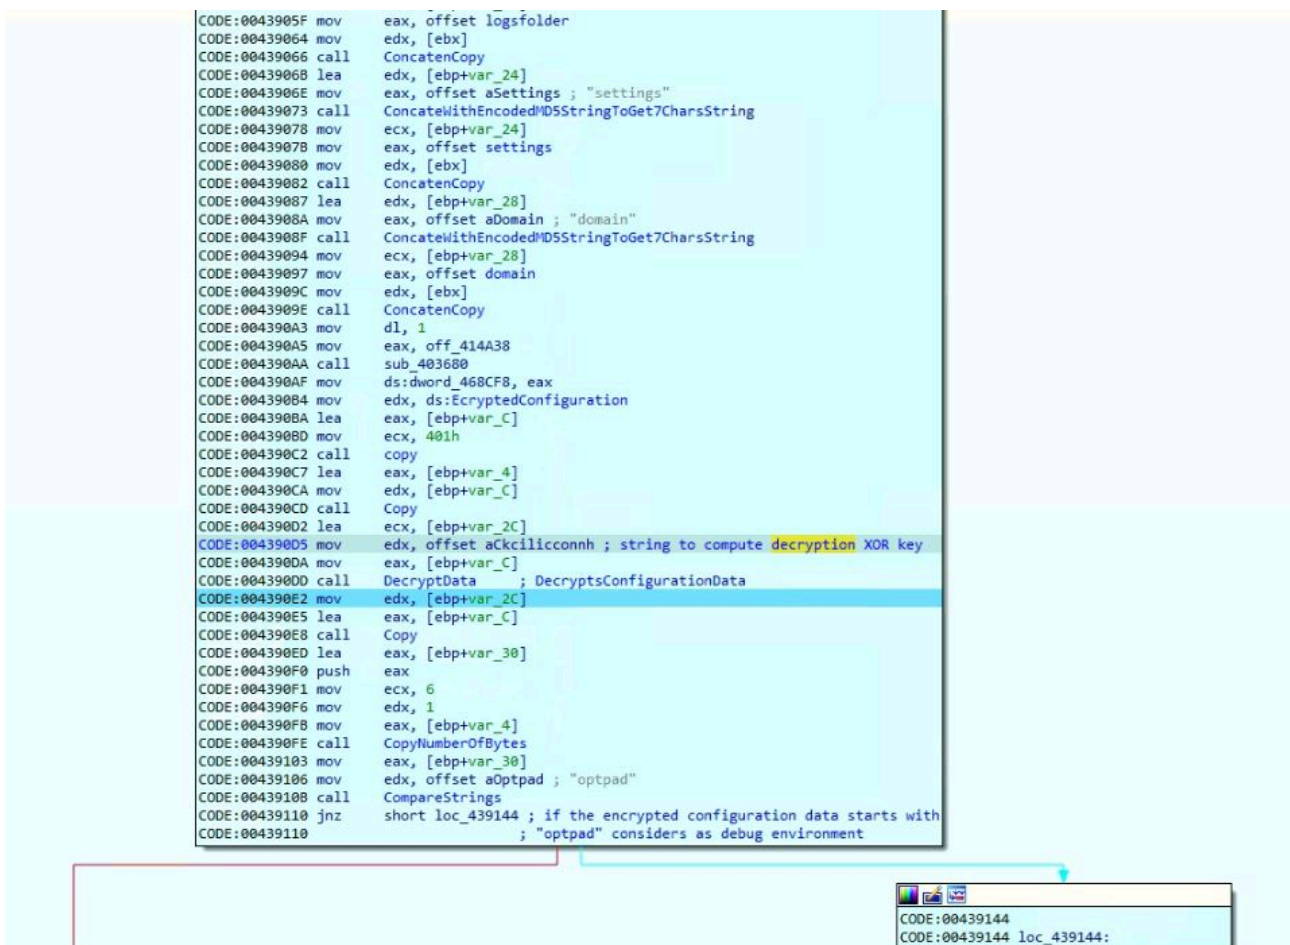 CODE:0043905F mov eax, offset logsfolder
CODE:00439064 mov edx, [ebx]
CODE:00439066 call ConcatenCopy
CODE:0043906B lea edx, [ebp+var_24]
CODE:0043906E mov eax, offset aSettings ; "settings"
CODE:00439073 call ConcateWithEncodedMD5StringToGet7CharsString
CODE:00439078 mov ecx, [ebp+var_24]
CODE:0043907B mov eax, offset settings
CODE:00439080 mov edx, [ebx]
CODE:00439082 call ConcatenCopy
CODE:00439087 lea edx, [ebp+var_28]
CODE:0043908A mov eax, offset aDomain ; "domain"
CODE:0043908F call ConcateWithEncodedMD5StringToGet7CharsString
CODE:00439094 mov ecx, [ebp+var_28]
CODE:00439097 mov eax, offset domain
CODE:0043909C mov edx, [ebx]
CODE:0043909E call ConcatenCopy
CODE:004390A3 mov dl, 1
CODE:004390A5 mov eax, off_414A38
CODE:004390AA call sub_403680
CODE:004390AF mov ds:dword_468CF8, eax
CODE:004390B4 mov edx, ds:EcryptedConfiguration
CODE:004390BA lea eax, [ebp+var_C]
CODE:004390BD mov ecx, 401h
CODE:004390C2 call copy
CODE:004390C7 lea eax, [ebp+var_4]
CODE:004390CA mov edx, [ebp+var_C]
CODE:004390CD call Copy
CODE:004390D2 lea ecx, [ebp+var_2C]
CODE:004390D5 mov edx, offset aCkcilicconnh ; string to compute decryption XOR key
CODE:004390DA mov eax, [ebp+var_C]
CODE:004390DD call DecryptData ; DecryptsConfigurationData
CODE:004390E2 mov edx, [ebp+var_2C]
CODE:004390E5 lea eax, [ebp+var_C]
CODE:004390E8 call Copy
CODE:004390ED lea eax, [ebp+var_30]
CODE:004390F0 push eax
CODE:004390F1 mov ecx, 6
CODE:004390F6 mov edx, 1
CODE:004390FB mov eax, [ebp+var_4]
CODE:004390FE call CopyNumberOfBytes
CODE:00439103 mov eax, [ebp+var_30]
CODE:00439106 mov edx, offset aOptpad ; "optpad"
CODE:0043910B call CompareStrings
CODE:00439110 jnz short loc_439144 ; if the encrypted configuration data starts with
CODE:00439110 ; "optpad" considers as debug environment
CODE:00439144
CODE:00439144 loc_439144: